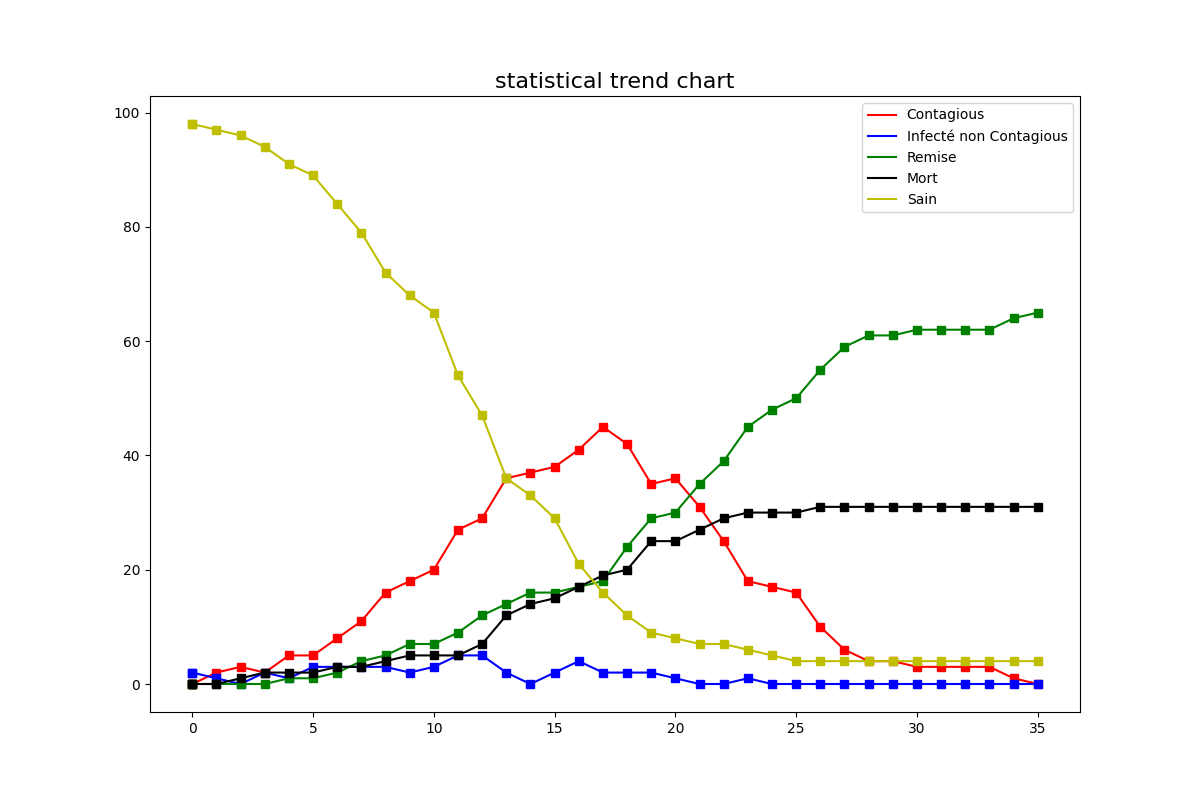 statistical trend chart
100
80
60
40
20
0
Contagious
Infecté non Contagious
Remise
Mort
Sain
0 5 10 15 20 25 30 35